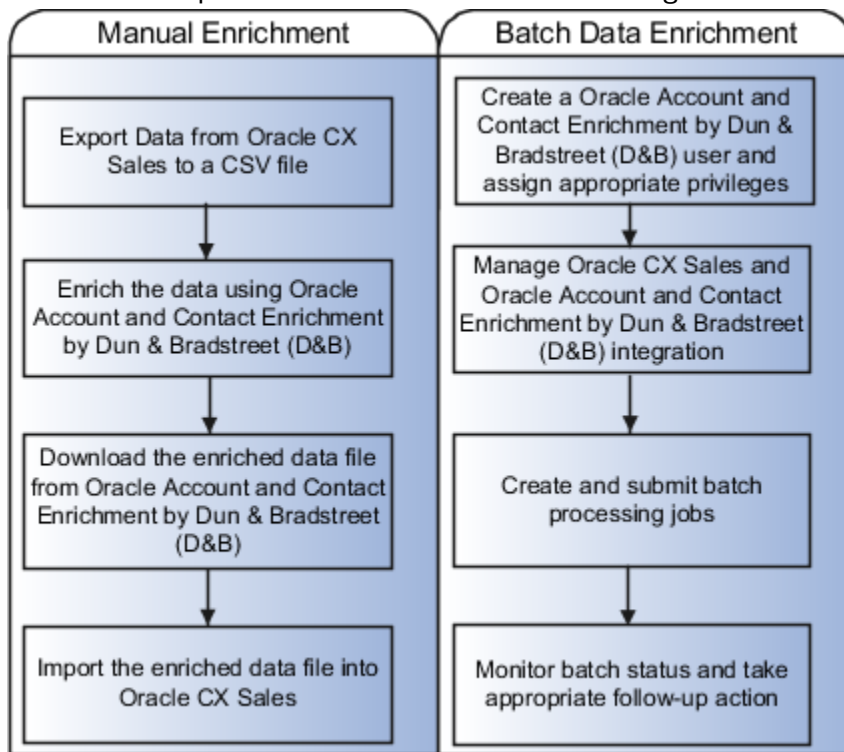 Manual Enrichment
Export Data from Oracle CX
Sales to a CSV file
Enrich the data using Oracle
Account and Contact Enrichment
by Dun & Bradstreet (D&B)
Download the enriched data file
from Oracle Account and Contact
Enrichment by Dun & Bradstreet
(D&B)
Import the enriched data file into
Oracle CX Sales
Batch Data Enrichment
Create a Oracle Account and
Contact Enrichment by Dun &
Bradstreet (D&B) user and
assign appropriate privileges
Manage Oracle CX Sales and
Oracle Account and Contact
Enrichment by Dun & Bradstreet
(D&B) integration
Create and submit batch
processing jobs
Monitor batch status and take
appropriate follow-up action